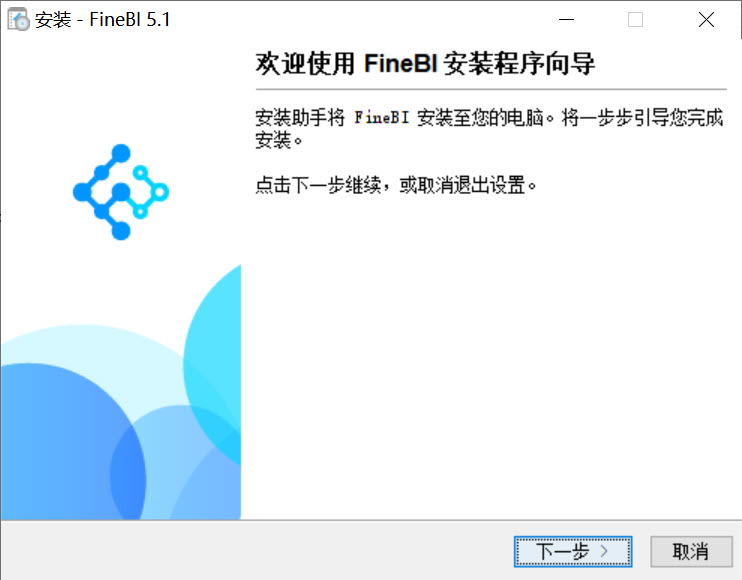 安装 - FineBI 5.1
欢迎使用 FineBI 安装程序向导
安装助手将 FineBI 安装至您的电脑。将一步步引导您完成
安装。
点击下一步继续，或取消退出设置。
下一步 >
取消